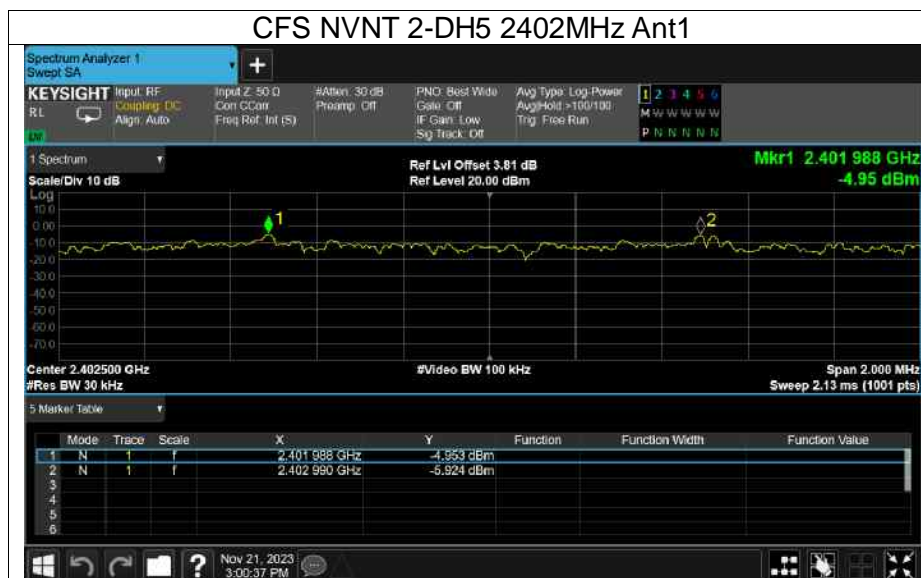 CFS NVNT 2-DH5 2402MHz Ant1
Spectrum Analyzer 1
Swept SA
+
KEYSIGHT Input: RF Input Z: 50 Ω #Atten: 30 dB PNO: Best Wide Avg Type: Log-Power 1 2 3 4 5 6
RL Coupling: DC Corr CCorr Preamp: Off Gate: Off Avg|Hold: >100/100 M W W W W W
Align: Auto Freq Ref: Int (S) IF Gain: Low Trig: Free Run
Sig Track: Off P N N N N N
1 Spectrum Ref Lvl Offset 3.81 dB Mkr1 2.401 988 GHz
Scale/Div 10 dB Ref Level 20.00 dBm -4.95 dBm
Log
10.0
0.00
-10.0
-20.0
-30.0
-40.0
-50.0
-60.0
-70.0
1
2
Center 2.402500 GHz #Video BW 100 kHz Span 2.000 MHz
#Res BW 30 kHz Sweep 2.13 ms (1001 pts)
5 Marker Table
Mode Trace Scale X Y Function Function Width Function Value
1 N 1 f 2.401 988 GHz -4.953 dBm
2 N 1 f 2.402 990 GHz -5.924 dBm
3
4
5
6
? Nov 21, 2023
3:00:37 PM